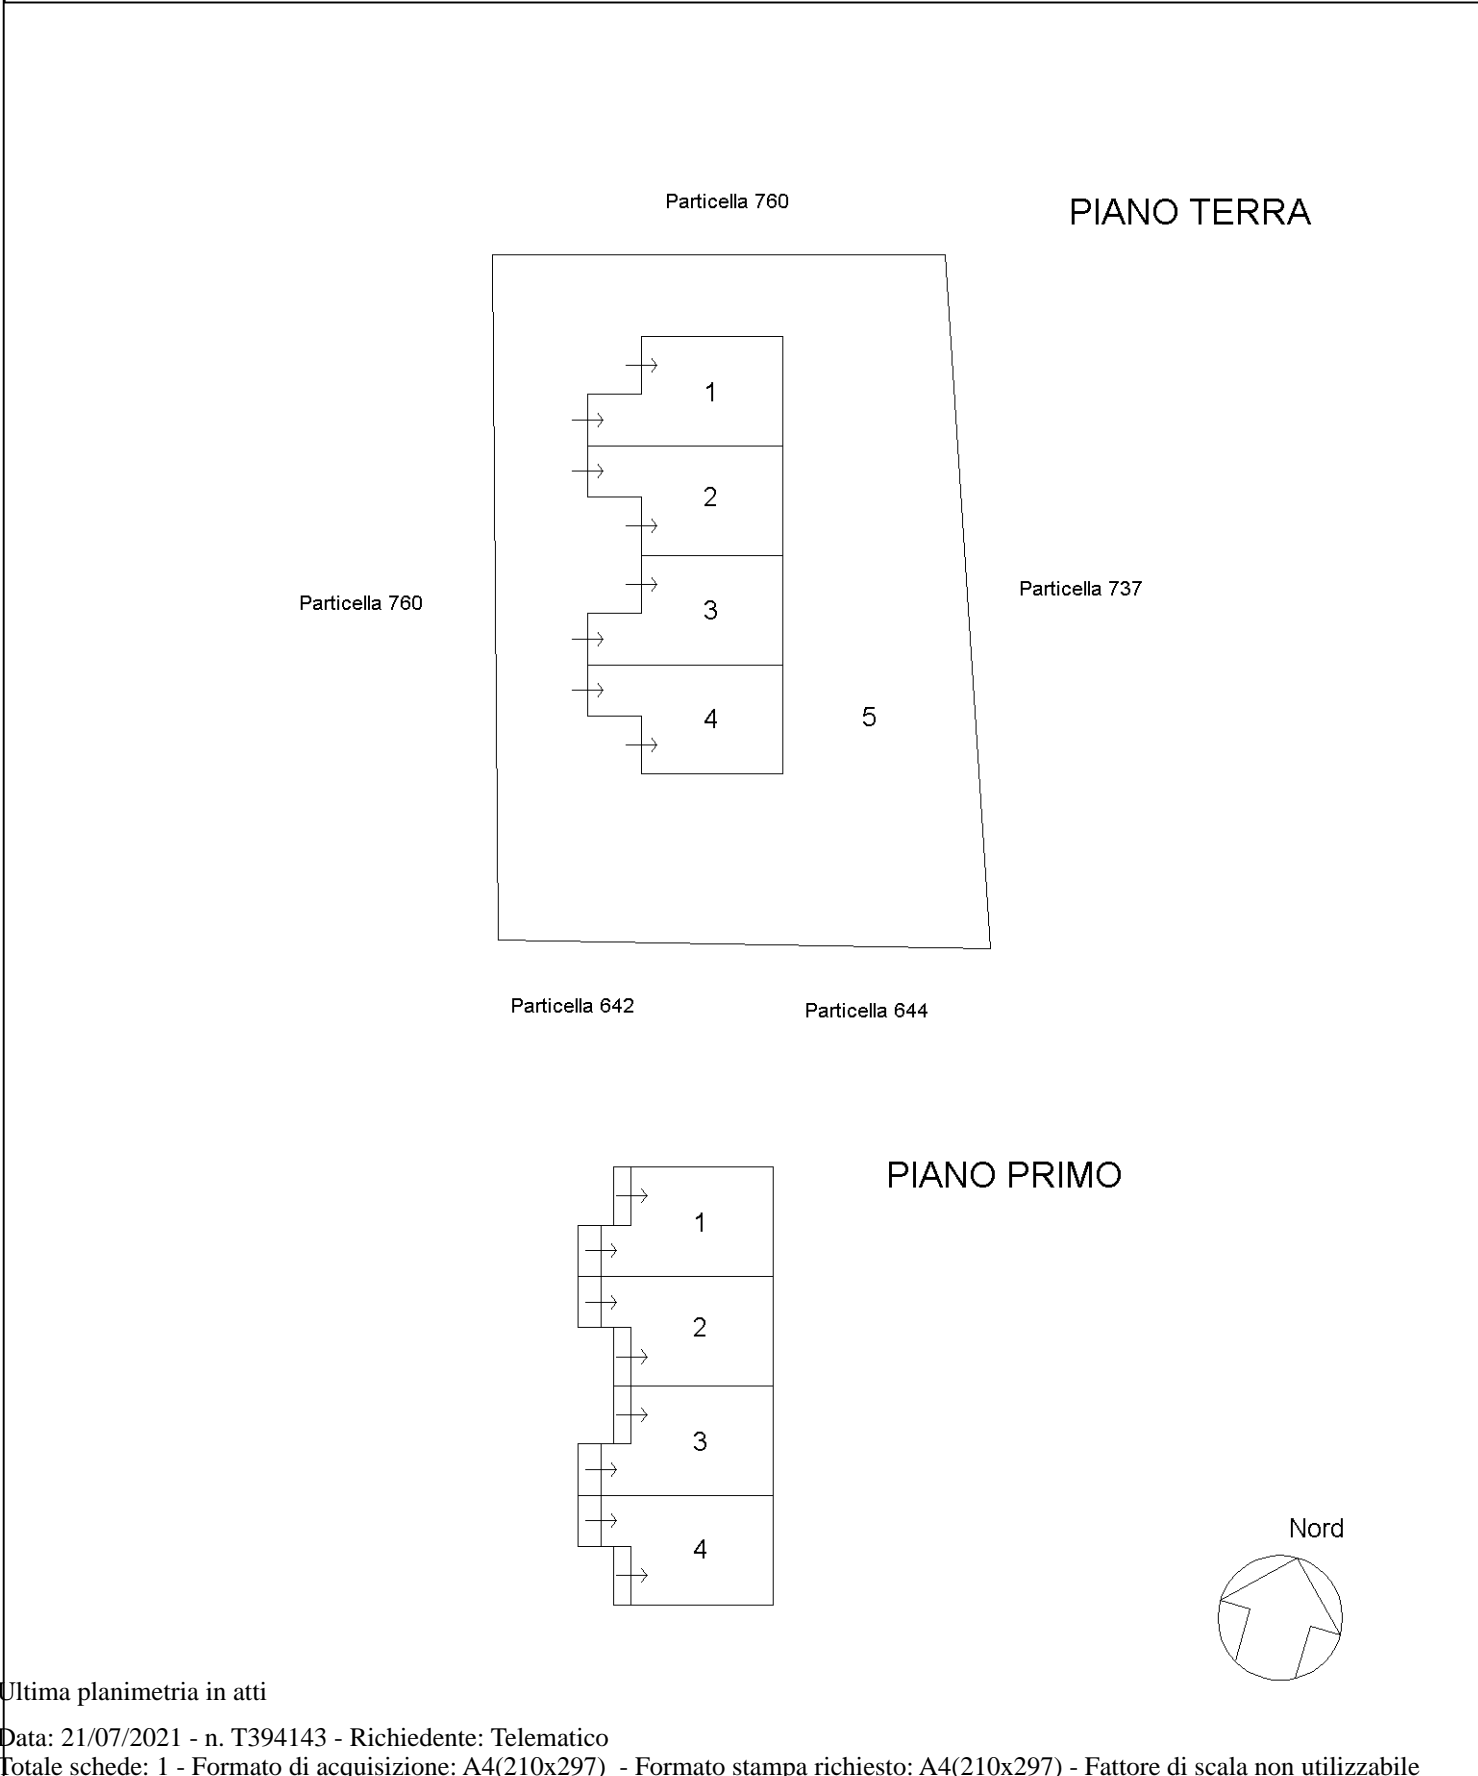 Particella 760
PIANO TERRA
1
2
3
4
5
Particella 760
Particella 737
Particella 642
Particella 644
PIANO PRIMO
1
2
3
4
Nord
Ultima planimetria in atti
Data: 21/07/2021 - n. T394143 - Richiedente: Telematico
Totale schede: 1 - Formato di acquisizione: A4(210x297) - Formato stampa richiesto: A4(210x297) - Fattore di scala non utilizzabile